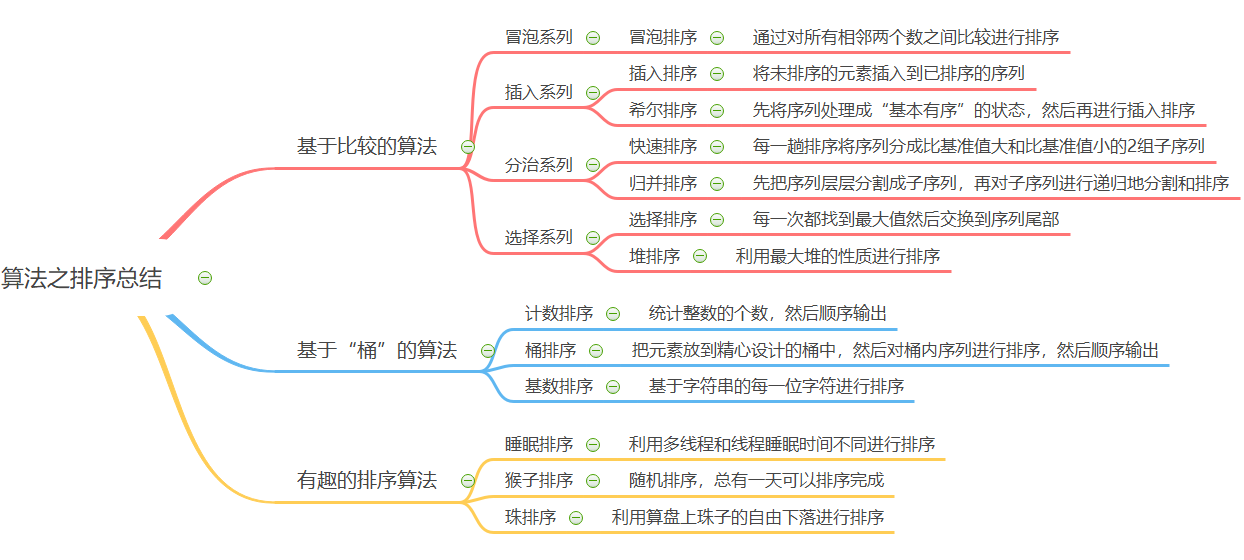 算法之排序总结
基于比较的算法
冒泡系列 冒泡排序 通过对所有相邻两个数之间比较进行排序
插入系列
插入排序 将未排序的元素插入到已排序的序列
希尔排序 先将序列处理成“基本有序”的状态，然后再进行插入排序
分治系列
快速排序 每一趟排序将序列分成比基准值大和比基准值小的2组子序列
归并排序 先把序列层层分割成子序列，再对子序列进行递归地分割和排序
选择系列
选择排序 每一次都找到最大值然后交换到序列尾部
堆排序 利用最大堆的性质进行排序
基于“桶”的算法
计数排序 统计整数的个数，然后顺序输出
桶排序 把元素放到精心设计的桶中，然后对桶内序列进行排序，然后顺序输出
基数排序 基于字符串的每一位字符进行排序
有趣的排序算法
睡眠排序 利用多线程和线程睡眠时间不同进行排序
猴子排序 随机排序，总有一天可以排序完成
珠排序 利用算盘上珠子的自由下落进行排序